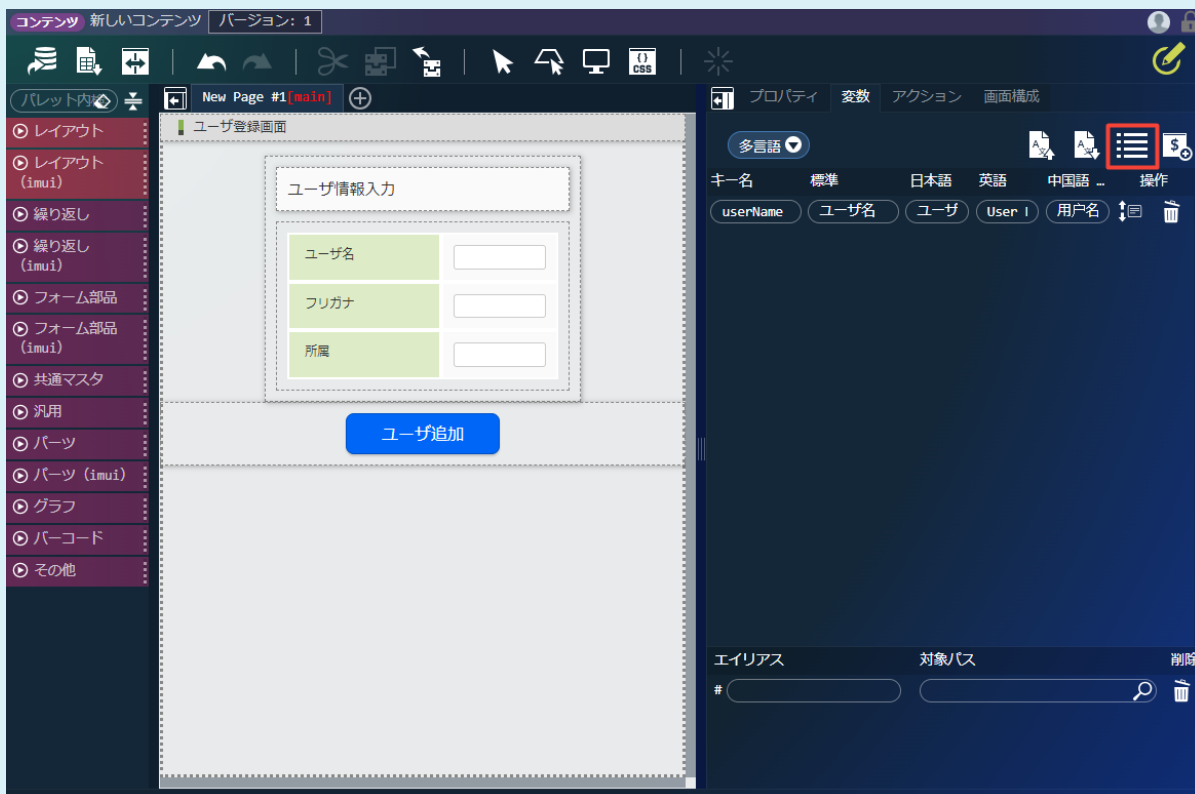 コンテンツ 新しいコンテンツ バージョン: 1
{} CSS
パレット内検
New Page #1[main]
プロパティ 変数 アクション 画面構成
レイアウト
レイアウト
(imui)
繰り返し
繰り返し
(imui)
フォーム部品
フォーム部品
(imui)
共通マスタ
汎用
パーツ
パーツ (imui)
グラフ
バーコード
その他
ユーザ登録画面
ユーザ情報入力
ユーザ名
フリガナ
所属
ユーザ追加
多言語
キー名 標準 日本語 英語 中国語 … 操作
userName ユーザ名 ユーザ User 用户名
エイリアス 対象パス 削除
#